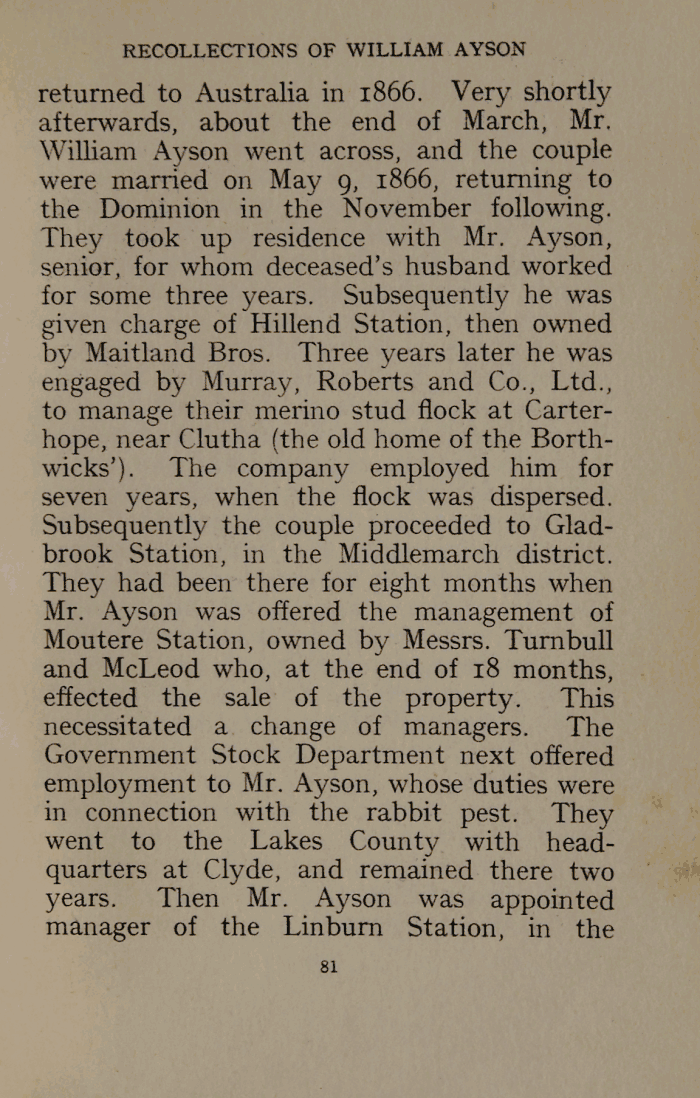 RECOLLECTIONS OF WILLIAM AYSON
returned to Australia in 1866. Very shortly
afterwards, about the end of March, Mr.
William Ayson went across, and the couple
were married on May 9, 1866, returning to
the Dominion in the November following.
They took up residence with Mr. Ayson,
senior, for whom deceased's husband worked
for some three years. Subsequently he was
given charge of Hillend Station, then owned
by Maitland Bros. Three years later he was
engaged by Murray, Roberts and Co., Ltd.,
to manage their merino stud flock at Carter-
hope, near Clutha (the old home of the Borth-
wicks'). The company employed him for
seven years, when the flock was dispersed.
Subsequently the couple proceeded to Glad-
brook Station, in the Middlemarch district.
They had been there for eight months when
Mr. Ayson was offered the management of
Moutere Station, owned by Messrs. Turnbull
and McLeod who, at the end of 18 months,
effected the sale of the property. This
necessitated a change of managers. The
Government Stock Department next offered
employment to Mr. Ayson, whose duties were
in connection with the rabbit pest. They
went to the Lakes County with head-
quarters at Clyde, and remained there two
years. Then Mr. Ayson was appointed
manager of the Linburn Station, in the
81